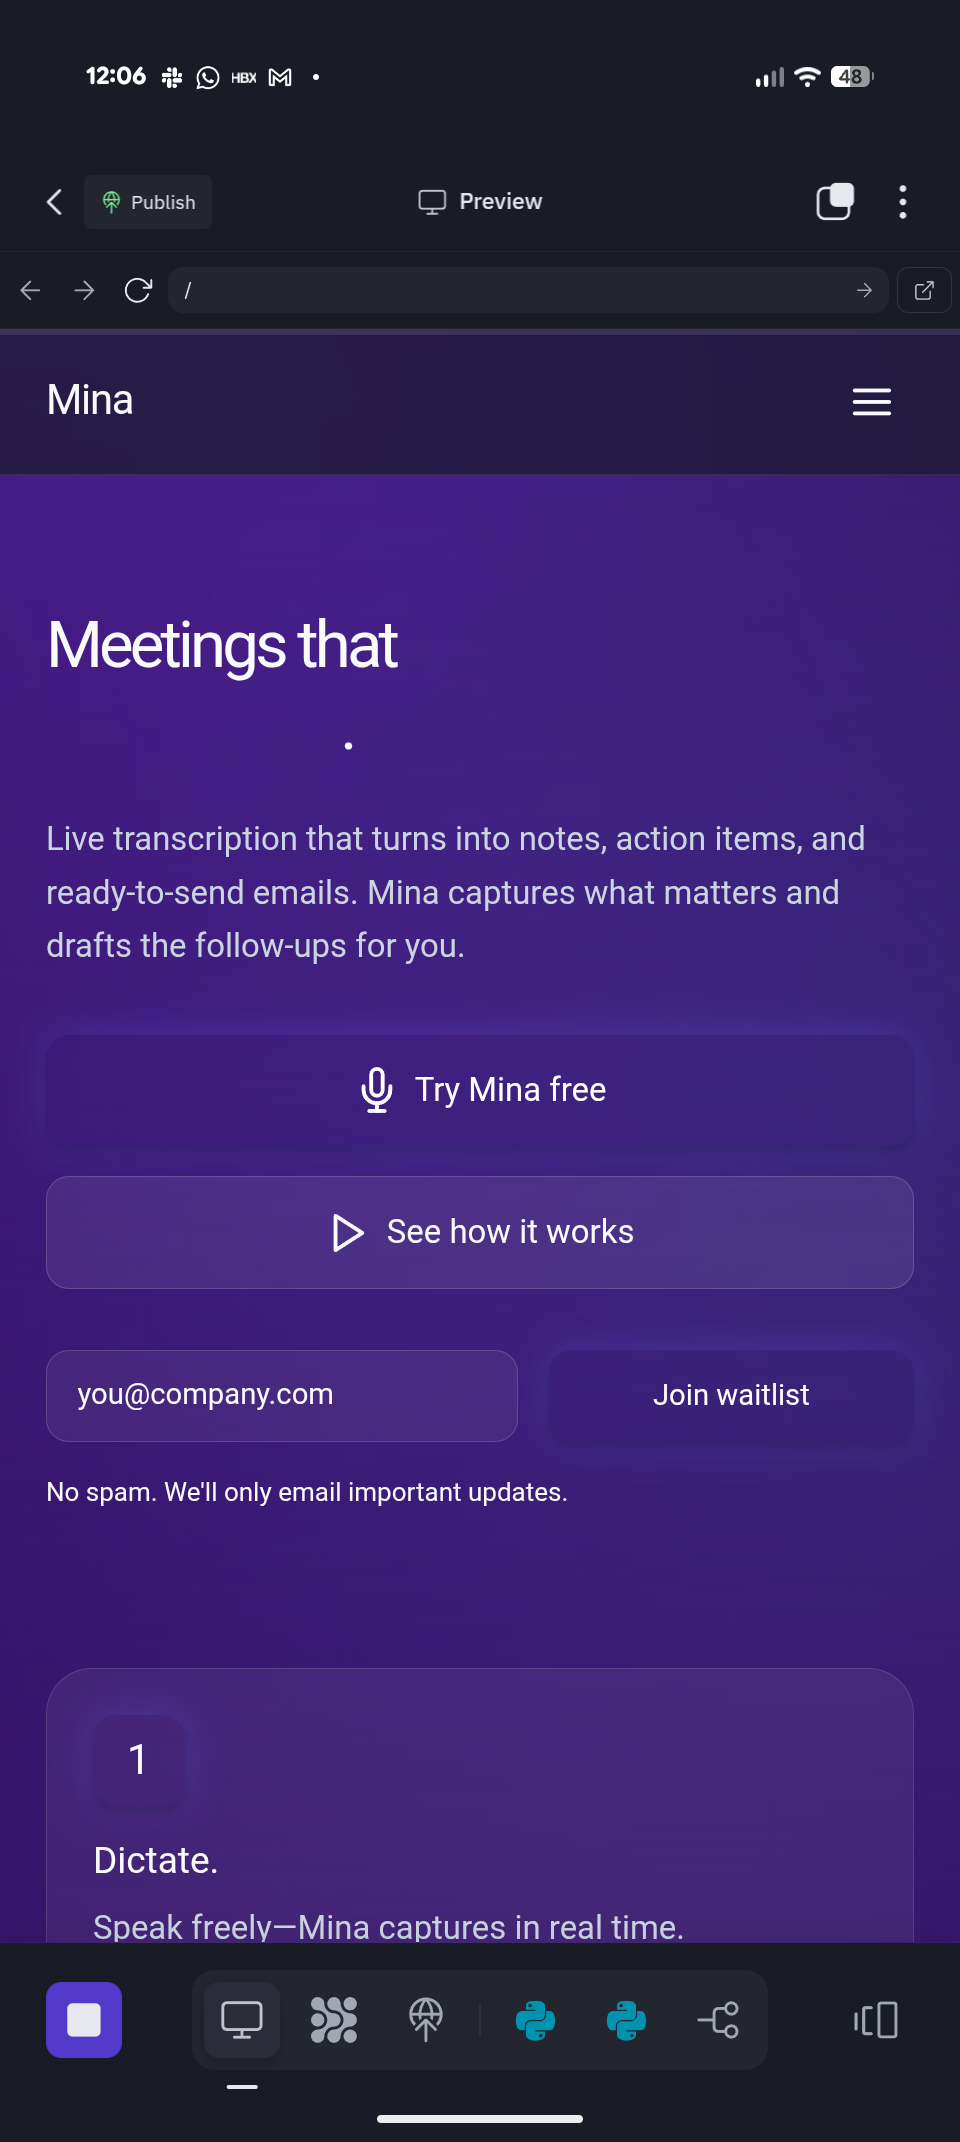 12:06 HBX 48
Publish Preview
/
Mina
Meetings that
.
Live transcription that turns into notes, action items, and
ready-to-send emails. Mina captures what matters and
drafts the follow-ups for you.
Try Mina free
See how it works
you@company.com Join waitlist
No spam. We'll only email important updates.
1
Dictate.
Speak freely—Mina captures in real time.